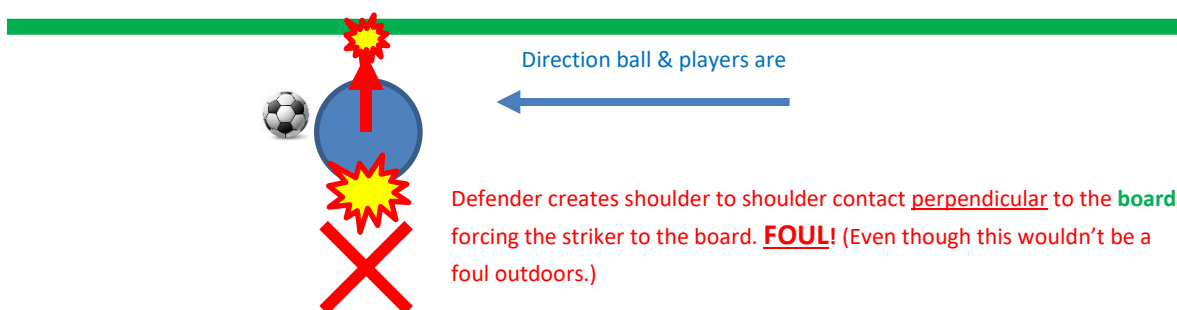 Direction ball & players are
Defender creates shoulder to shoulder contact perpendicular to the board
forcing the striker to the board. FOUL! (Even though this wouldn’t be a
foul outdoors.)